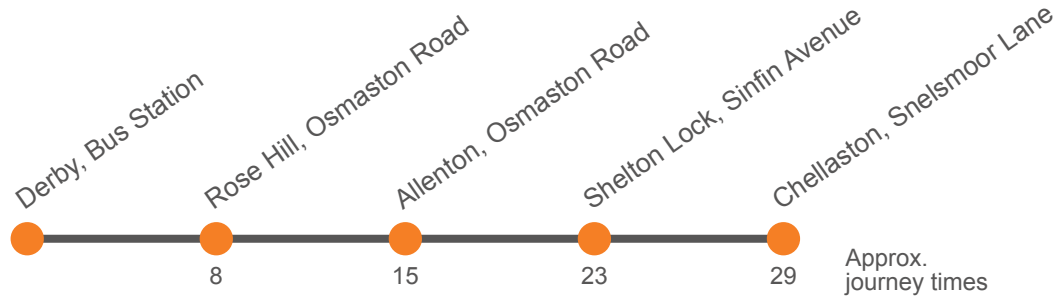 Derby, Bus Station
Rose Hill, Osmaston Road
Allenton, Osmaston Road
Shelton Lock, Sinfin Avenue
Chellaston, Snelsmoor Lane
8
15
23
29
Approx.
journey times